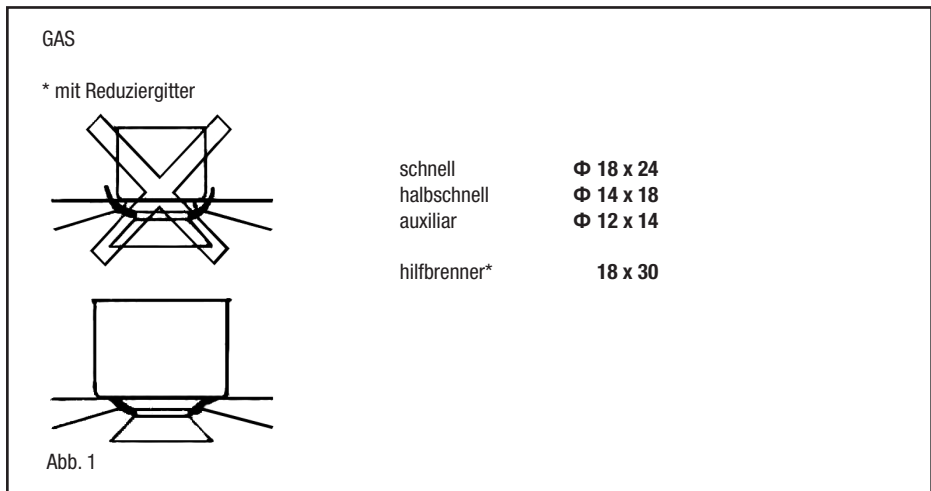 GAS
* mit Reduziergitter
schnell Φ 18 x 24
halbschnell Φ 14 x 18
auxiliar Φ 12 x 14
hilfbrenner* 18 x 30
Abb. 1